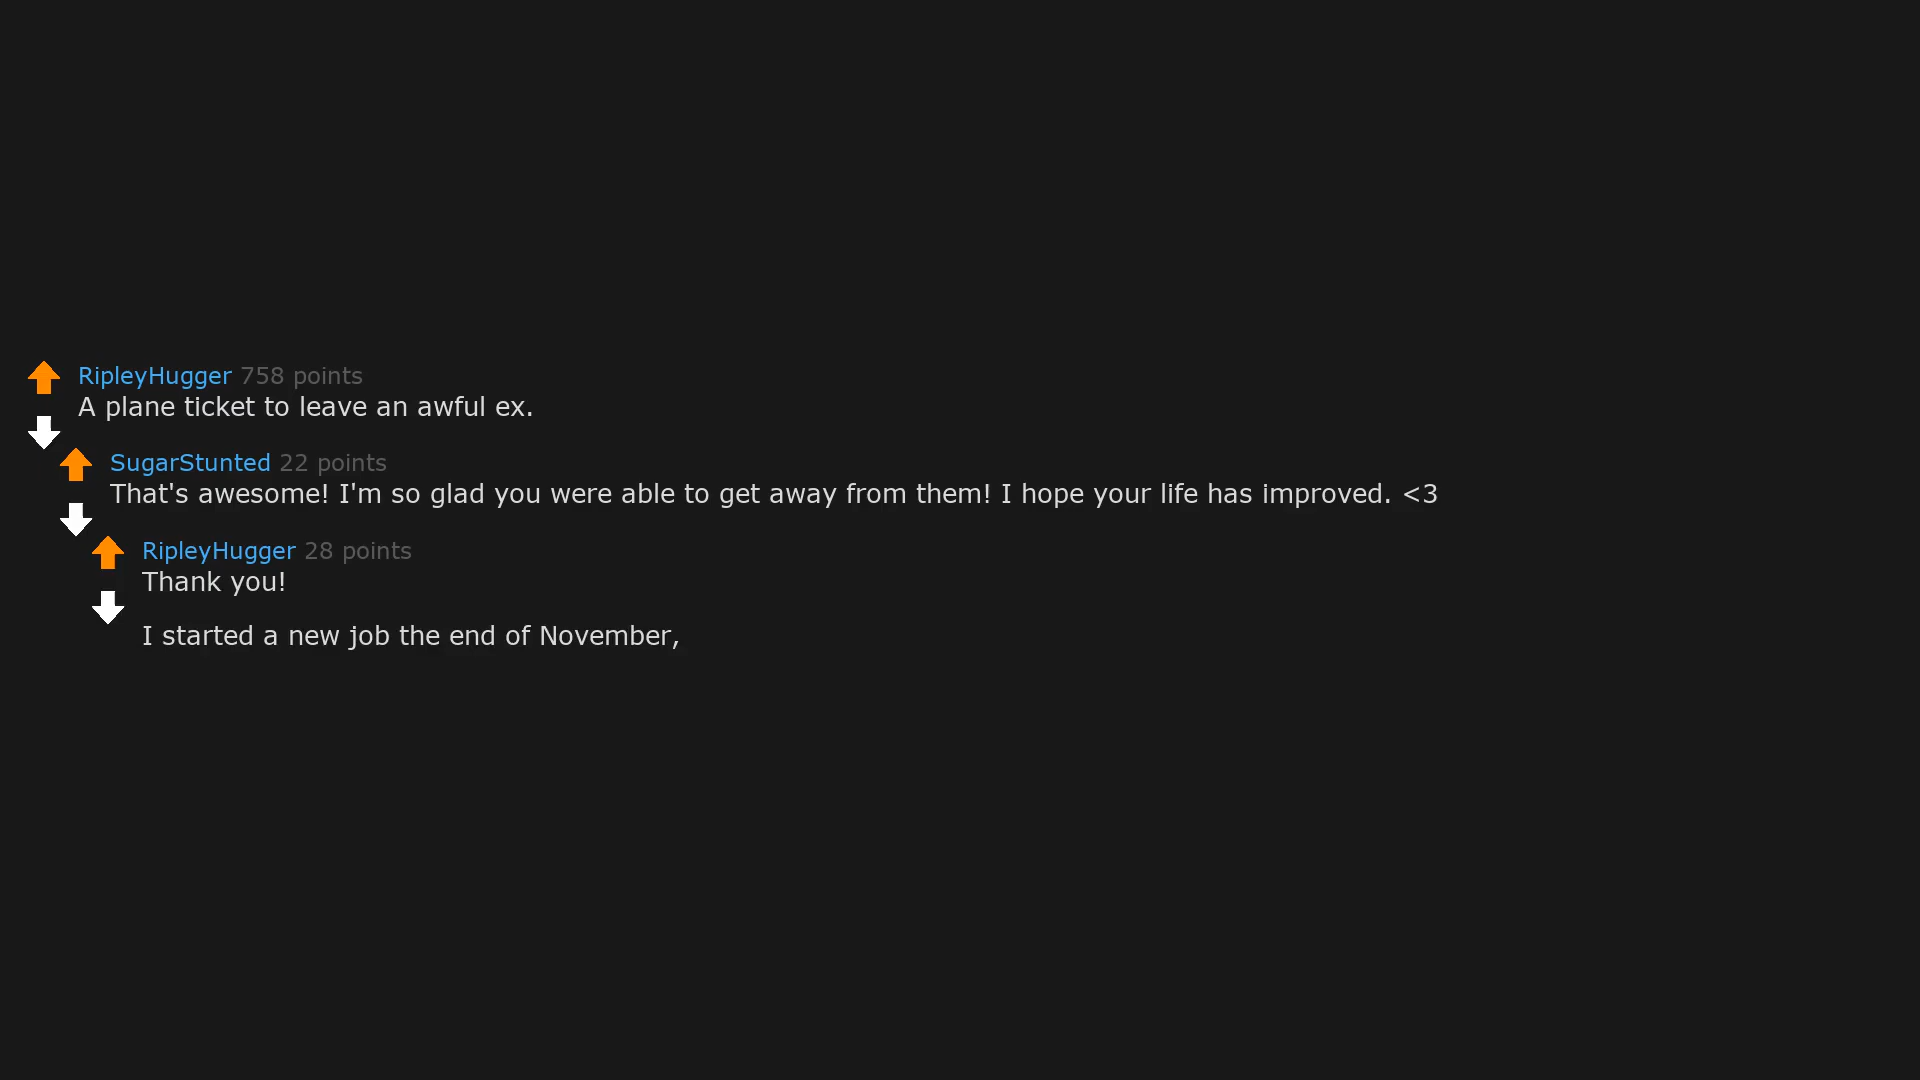 RipleyHugger 758 points
A plane ticket to leave an awful ex.
SugarStunted 22 points
That's awesome! I'm so glad you were able to get away from them! I hope your life has improved. <3
RipleyHugger 28 points
Thank you!
I started a new job the end of November,